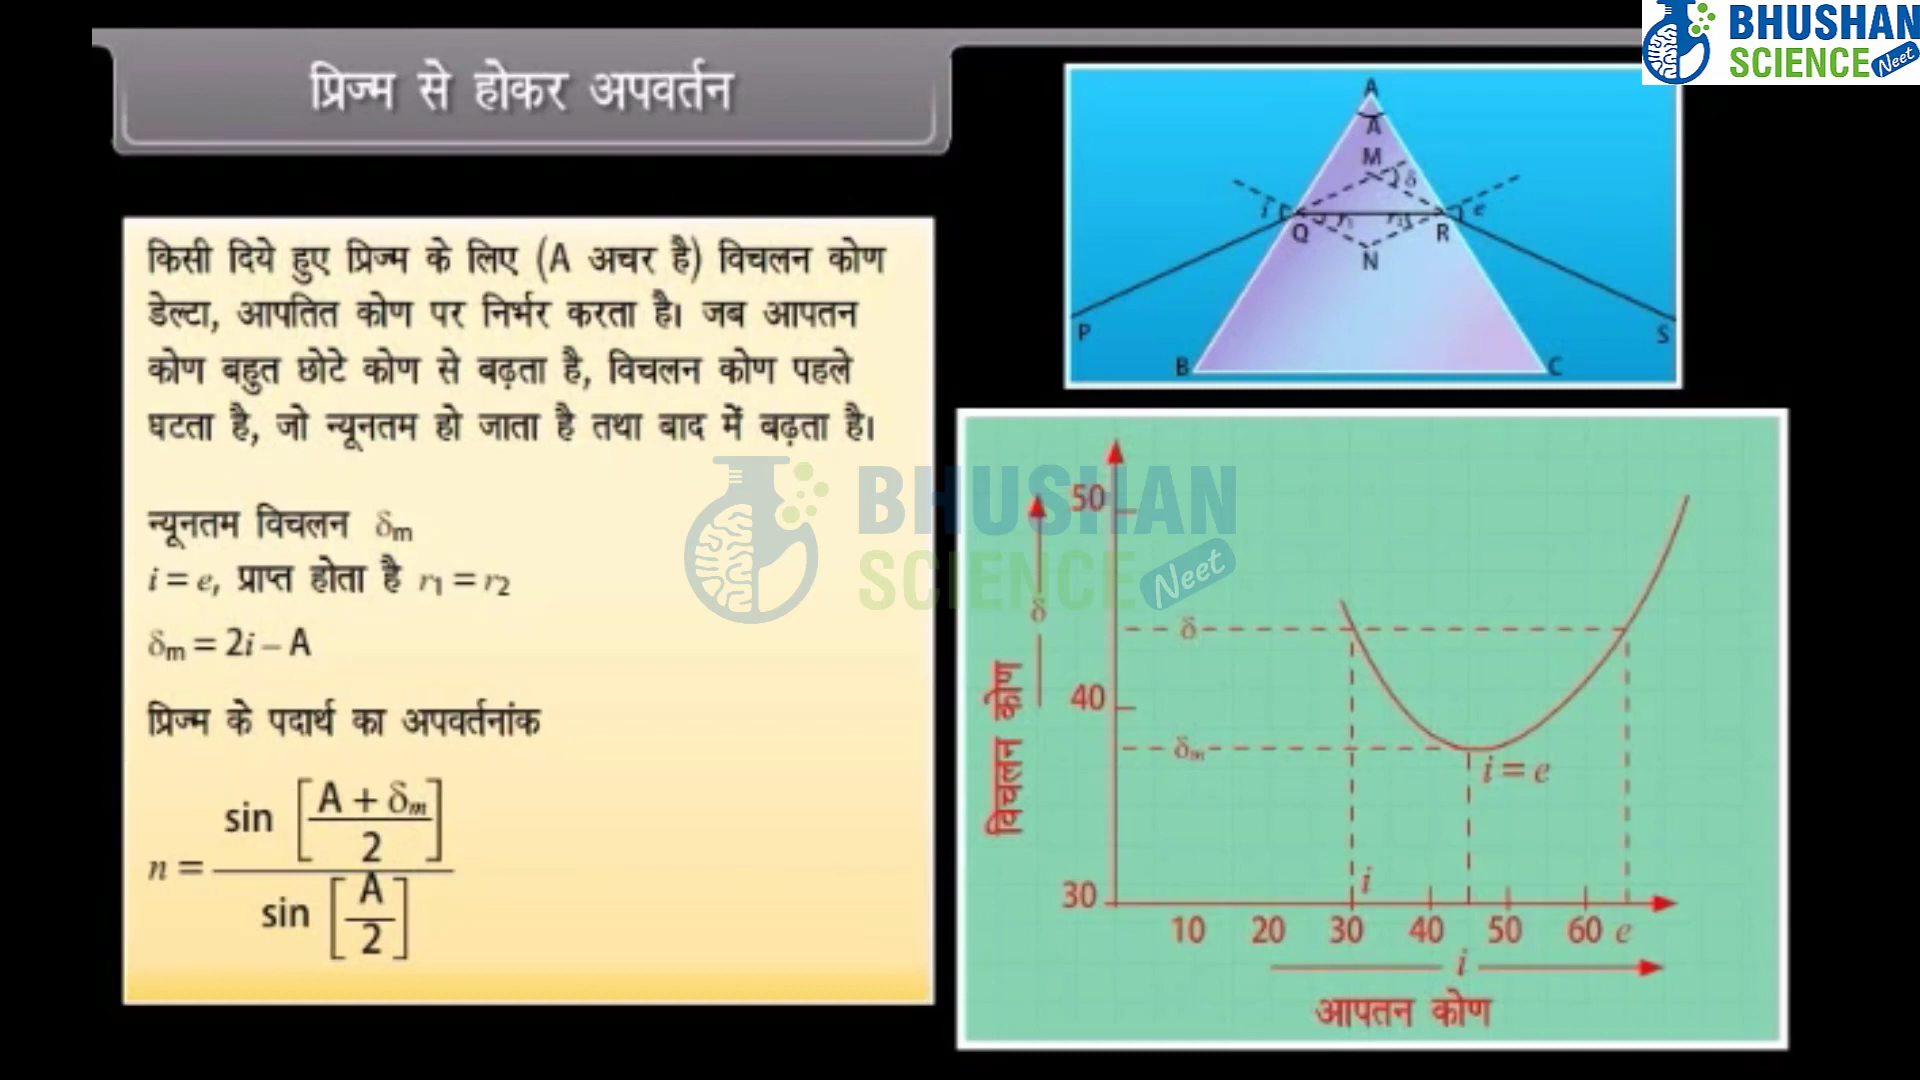 BHUSHAN
SCIENCE Neet
प्रिज्म से होकर अपवर्तन
किसी दिये हुए प्रिज्म के लिए (A अचर है) विचलन कोण
डेल्टा, आपतित कोण पर निर्भर करता है। जब आपतन
कोण बहुत छोटे कोण से बढ़ता है, विचलन कोण पहले
घटता है, जो न्यूनतम हो जाता है तथा बाद में बढ़ता है।
न्यूनतम विचलन δm
i = e, प्राप्त होता है r1 = r2
δm = 2i – A
प्रिज्म के पदार्थ का अपवर्तनांक
n = sin [A + δm / 2] / sin [A / 2]
A
A
M
δ
i
r1
r2
e
Q
R
N
P
S
B
C
BHUSHAN
SCIENCE Neet
50
δ
δ
40
विचलन कोण
δm
i = e
i
30
10 20 30 40 50 60 e
i
आपतन कोण